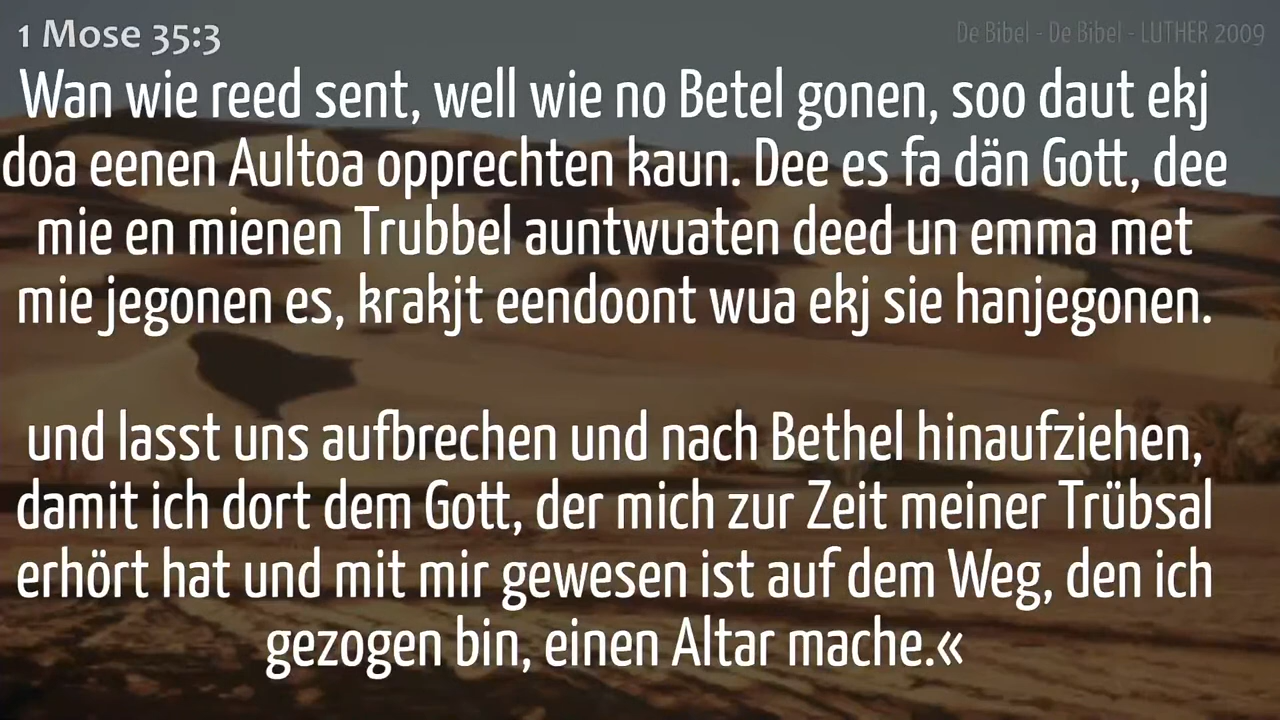 1 Mose 35:3
De Bibel - De Bibel - LUTHER 2009
Wan wie reed sent, well wie no Betel gonen, soo daut ekj
doa eenen Aultoa opprechten kaun. Dee es fa dän Gott, dee
mie en mienen Trubbel auntwuaten deed un emma met
mie jegonen es, krakjt eendoont wua ekj sie hanjegonen.
und lasst uns aufbrechen und nach Bethel hinaufziehen,
damit ich dort dem Gott, der mich zur Zeit meiner Trübsal
erhört hat und mit mir gewesen ist auf dem Weg, den ich
gezogen bin, einen Altar mache.«